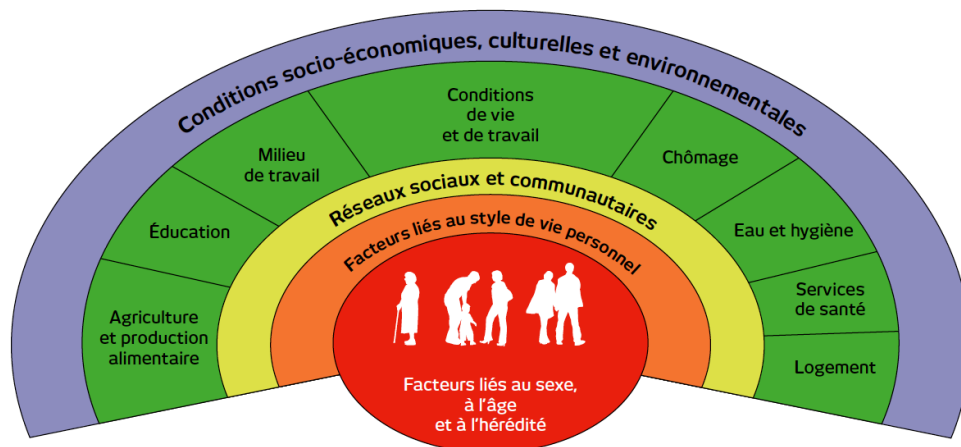 Conditions socio-économiques, culturelles et environnementales
Conditions
de vie
et de travail
Milieu
de travail
Chômage
Éducation
Eau et hygiène
Agriculture
et production
alimentaire
Services
de santé
Logement
Réseaux sociaux et communautaires
Facteurs liés au style de vie personnel
Facteurs liés au sexe,
à l'âge
et à l'hérédité